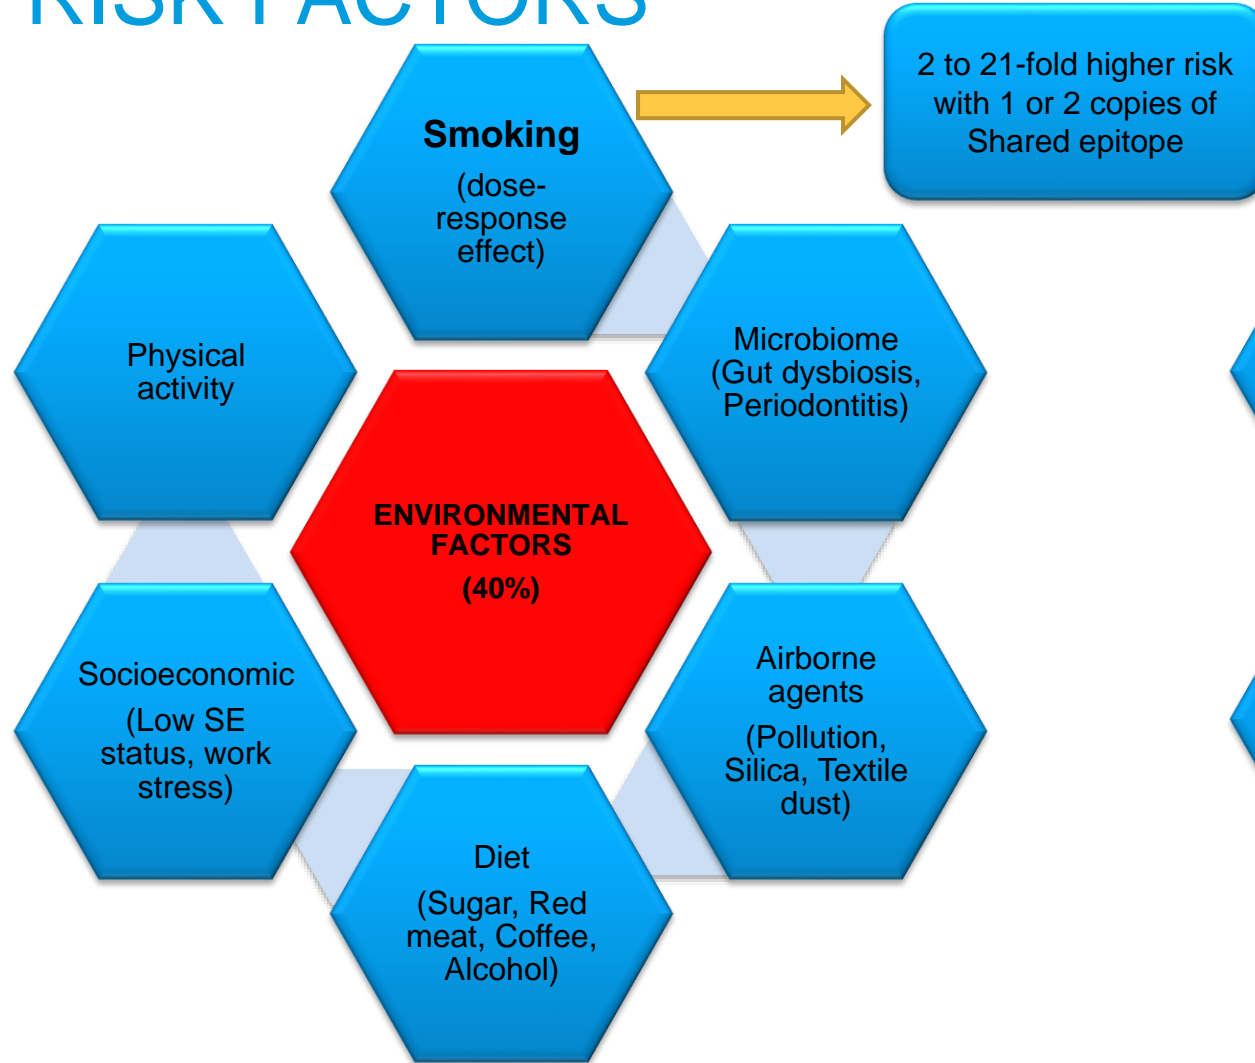 RISK FACTORS
2 to 21-fold higher risk
with 1 or 2 copies of
Shared epitope
Smoking
(dose-
response
effect)
Microbiome
(Gut dysbiosis,
Periodontitis)
Airborne
agents
(Pollution,
Silica, Textile
dust)
Diet
(Sugar, Red
meat, Coffee,
Alcohol)
Socioeconomic
(Low SE
status, work
stress)
Physical
activity
ENVIRONMENTAL
FACTORS
(40%)